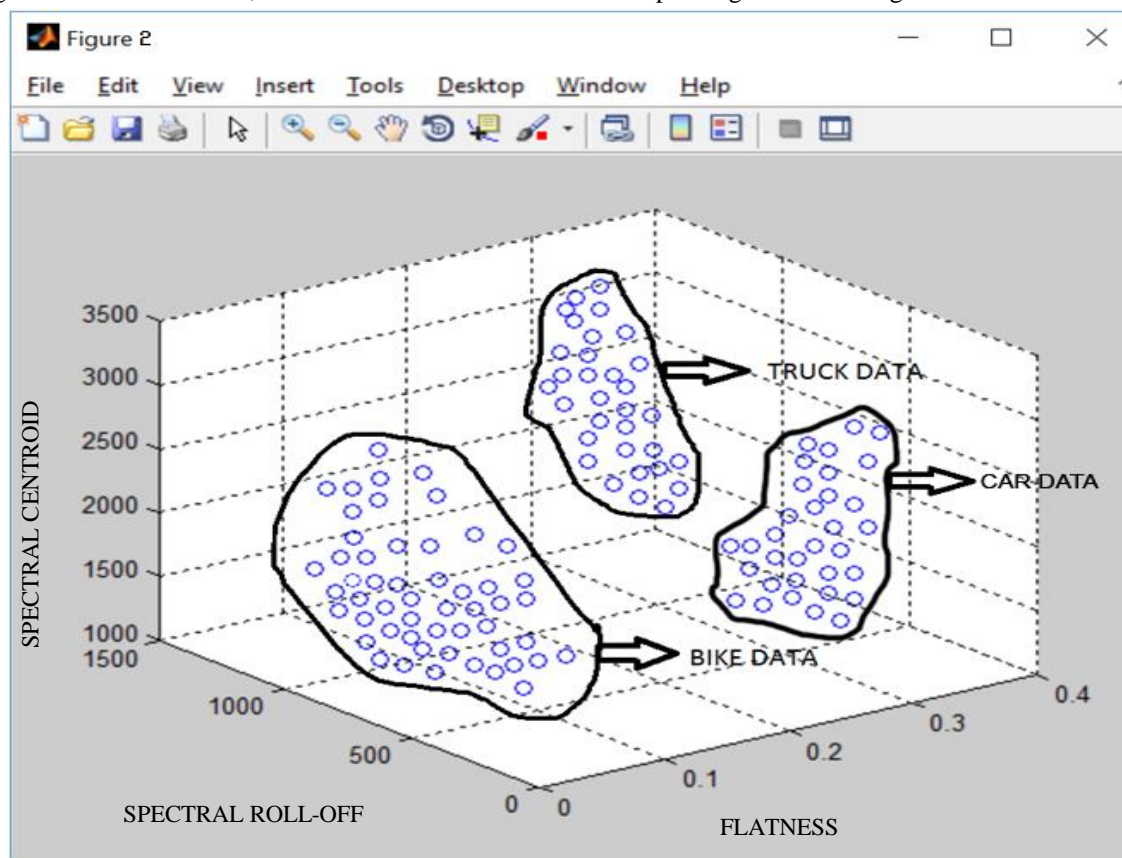 Figure 2
File Edit View Insert Tools Desktop Window Help
3500
3000
2500
2000
1500
1000
SPECTRAL CENTROID
TRUCK DATA
CAR DATA
BIKE DATA
1500
1000
500
0
0
0.1
0.2
0.3
0.4
SPECTRAL ROLL-OFF
FLATNESS